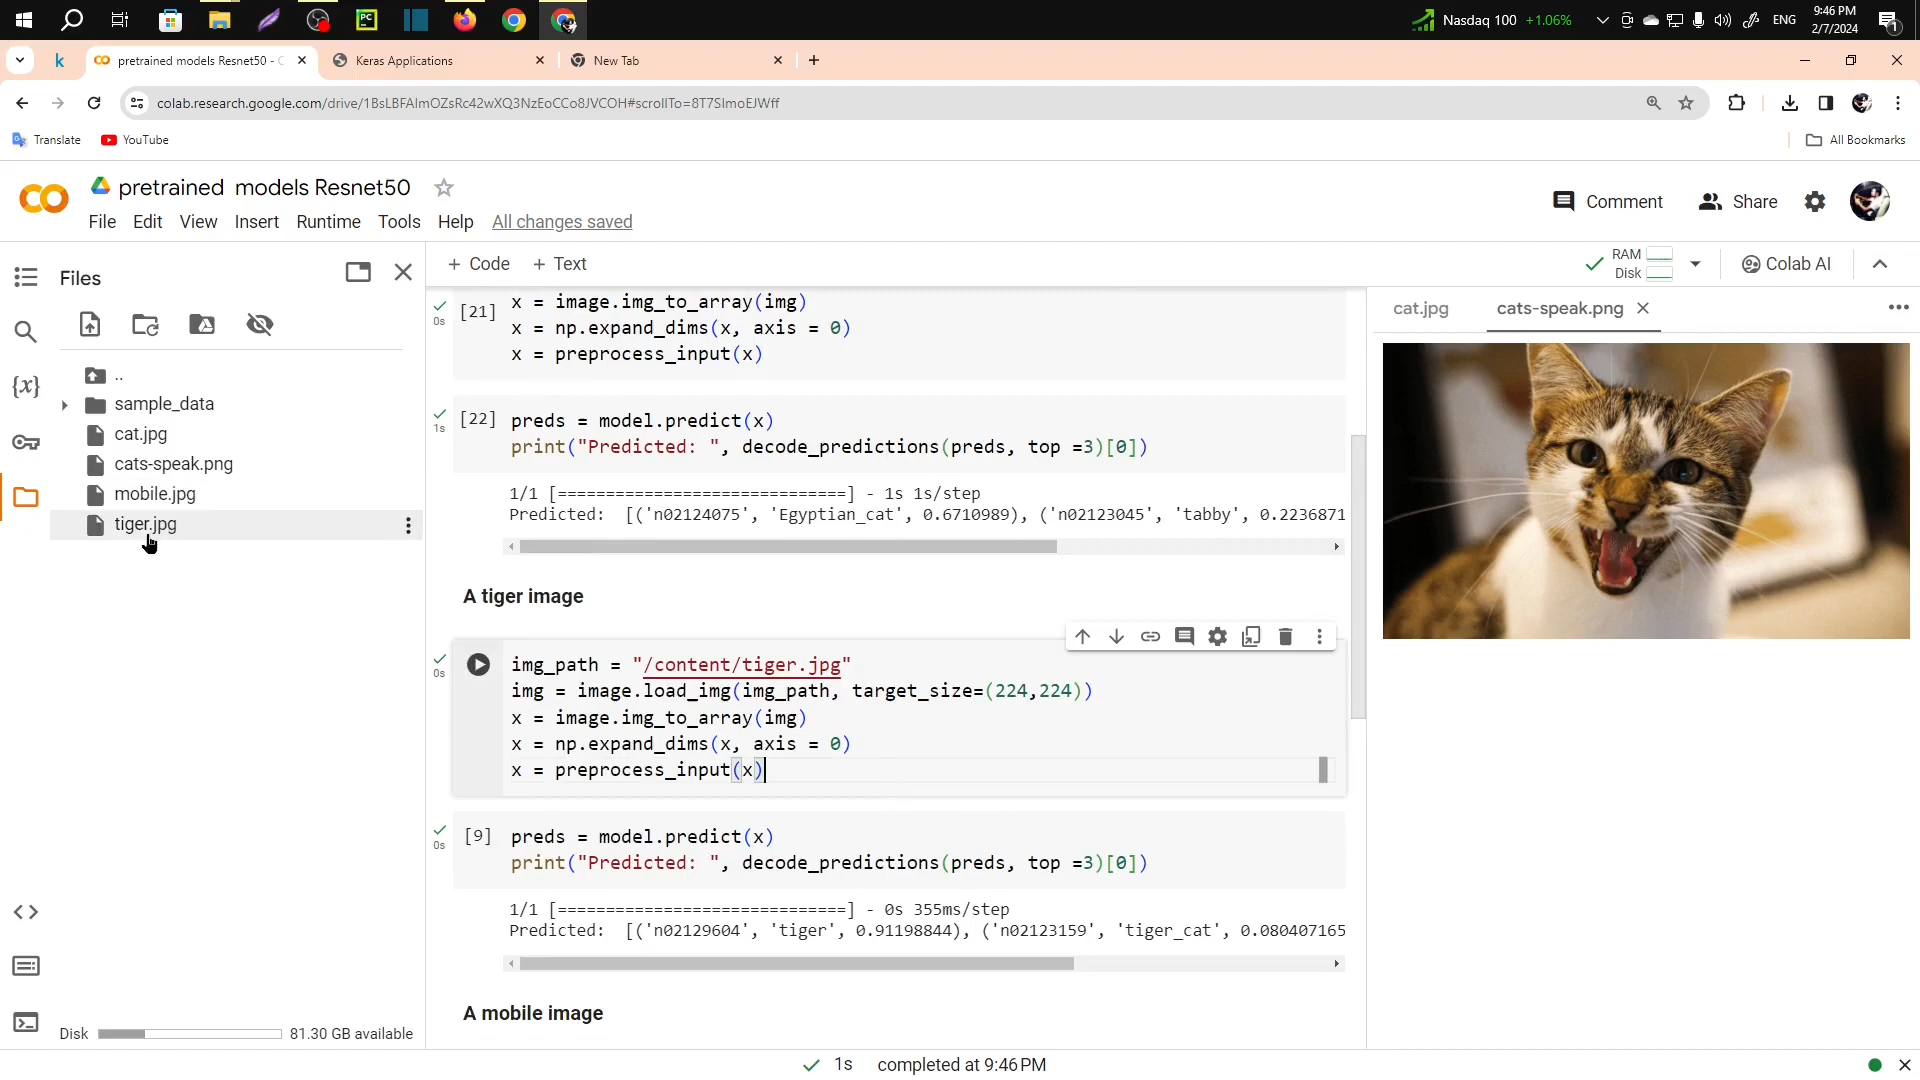 Nasdaq 100 +1.06%
ENG
9:46 PM
2/7/2024
1
k
pretrained models Resnet50 - C
Keras Applications
New Tab
colab.research.google.com/drive/1BsLBFAImOZsRc42wXQ3NzEoCCo8JVCOH#scrollTo=8T7SImoEJWff
Translate
YouTube
All Bookmarks
pretrained models Resnet50
File Edit View Insert Runtime Tools Help All changes saved
Comment
Share
Files
+ Code + Text
RAM
Disk
Colab AI
..
sample_data
cat.jpg
cats-speak.png
mobile.jpg
tiger.jpg
Disk 81.30 GB available
0s
[21]
x = image.img_to_array(img)
x = np.expand_dims(x, axis = 0)
x = preprocess_input(x)
1s
[22]
preds = model.predict(x)
print("Predicted: ", decode_predictions(preds, top =3)[0])
1/1 [==============================] - 1s 1s/step
Predicted: [('n02124075', 'Egyptian_cat', 0.6710989), ('n02123045', 'tabby', 0.2236871
A tiger image
0s
img_path = "/content/tiger.jpg"
img = image.load_img(img_path, target_size=(224,224))
x = image.img_to_array(img)
x = np.expand_dims(x, axis = 0)
x = preprocess_input(x)
0s
[9]
preds = model.predict(x)
print("Predicted: ", decode_predictions(preds, top =3)[0])
1/1 [==============================] - 0s 355ms/step
Predicted: [('n02129604', 'tiger', 0.91198844), ('n02123159', 'tiger_cat', 0.080407165
A mobile image
cat.jpg
cats-speak.png
1s completed at 9:46 PM